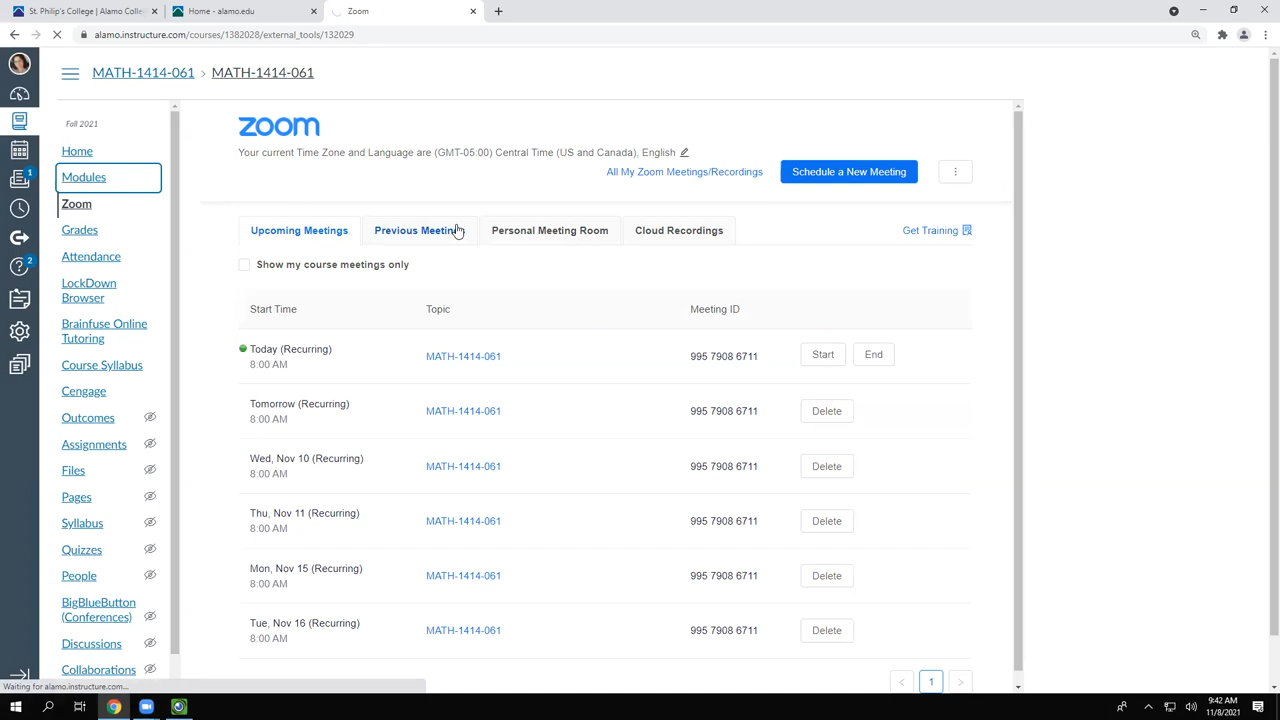 St. Philip's College | Alamo Colle
Home - alamo.edu
Zoom
alamo.instructure.com/courses/1382028/external_tools/132029
MATH-1414-061 > MATH-1414-061
Fall 2021
Home
Modules
Zoom
Grades
Attendance
LockDown
Browser
Brainfuse Online
Tutoring
Course Syllabus
Cengage
Outcomes
Assignments
Files
Pages
Syllabus
Quizzes
People
BigBlueButton
(Conferences)
Discussions
Collaborations
1
2
zoom
Your current Time Zone and Language are (GMT-05:00) Central Time (US and Canada), English
All My Zoom Meetings/Recordings
Schedule a New Meeting
Upcoming Meetings
Previous Meetings
Personal Meeting Room
Cloud Recordings
Get Training
Show my course meetings only
Start Time Topic Meeting ID
Today (Recurring)
8:00 AM
MATH-1414-061 995 7908 6711 Start End
Tomorrow (Recurring)
8:00 AM
MATH-1414-061 995 7908 6711 Delete
Wed, Nov 10 (Recurring)
8:00 AM
MATH-1414-061 995 7908 6711 Delete
Thu, Nov 11 (Recurring)
8:00 AM
MATH-1414-061 995 7908 6711 Delete
Mon, Nov 15 (Recurring)
8:00 AM
MATH-1414-061 995 7908 6711 Delete
Tue, Nov 16 (Recurring)
8:00 AM
MATH-1414-061 995 7908 6711 Delete
< 1 >
Waiting for alamo.instructure.com...
9:42 AM
11/8/2021